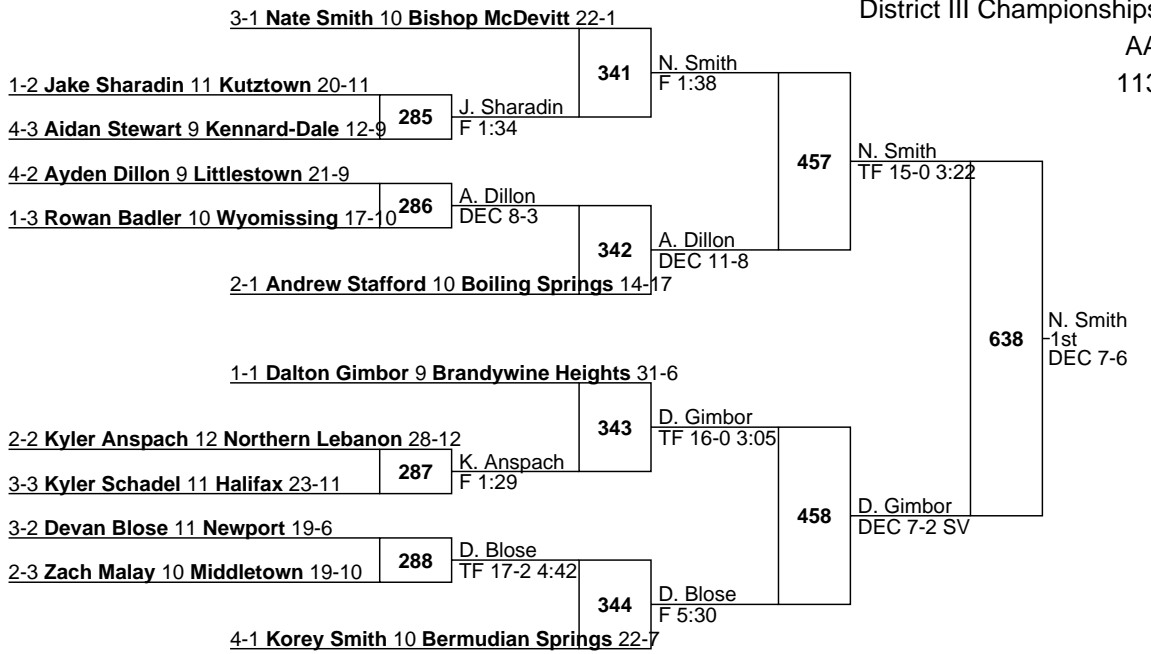 District III Championships
AA
113
3-1 Nate Smith 10 Bishop McDevitt 22-1
341
N. Smith
F 1:38
1-2 Jake Sharadin 11 Kutztown 20-11
285
J. Sharadin
F 1:34
4-3 Aidan Stewart 9 Kennard-Dale 12-9
457
N. Smith
TF 15-0 3:22
4-2 Ayden Dillon 9 Littlestown 21-9
286
A. Dillon
DEC 8-3
1-3 Rowan Badler 10 Wyomissing 17-10
342
A. Dillon
DEC 11-8
2-1 Andrew Stafford 10 Boiling Springs 14-17
638
N. Smith
1st
DEC 7-6
1-1 Dalton Gimbor 9 Brandywine Heights 31-6
343
D. Gimbor
TF 16-0 3:05
2-2 Kyler Anspach 12 Northern Lebanon 28-12
287
K. Anspach
F 1:29
3-3 Kyler Schadel 11 Halifax 23-11
458
D. Gimbor
DEC 7-2 SV
3-2 Devan Blose 11 Newport 19-6
288
D. Blose
TF 17-2 4:42
2-3 Zach Malay 10 Middletown 19-10
344
D. Blose
F 5:30
4-1 Korey Smith 10 Bermudian Springs 22-7